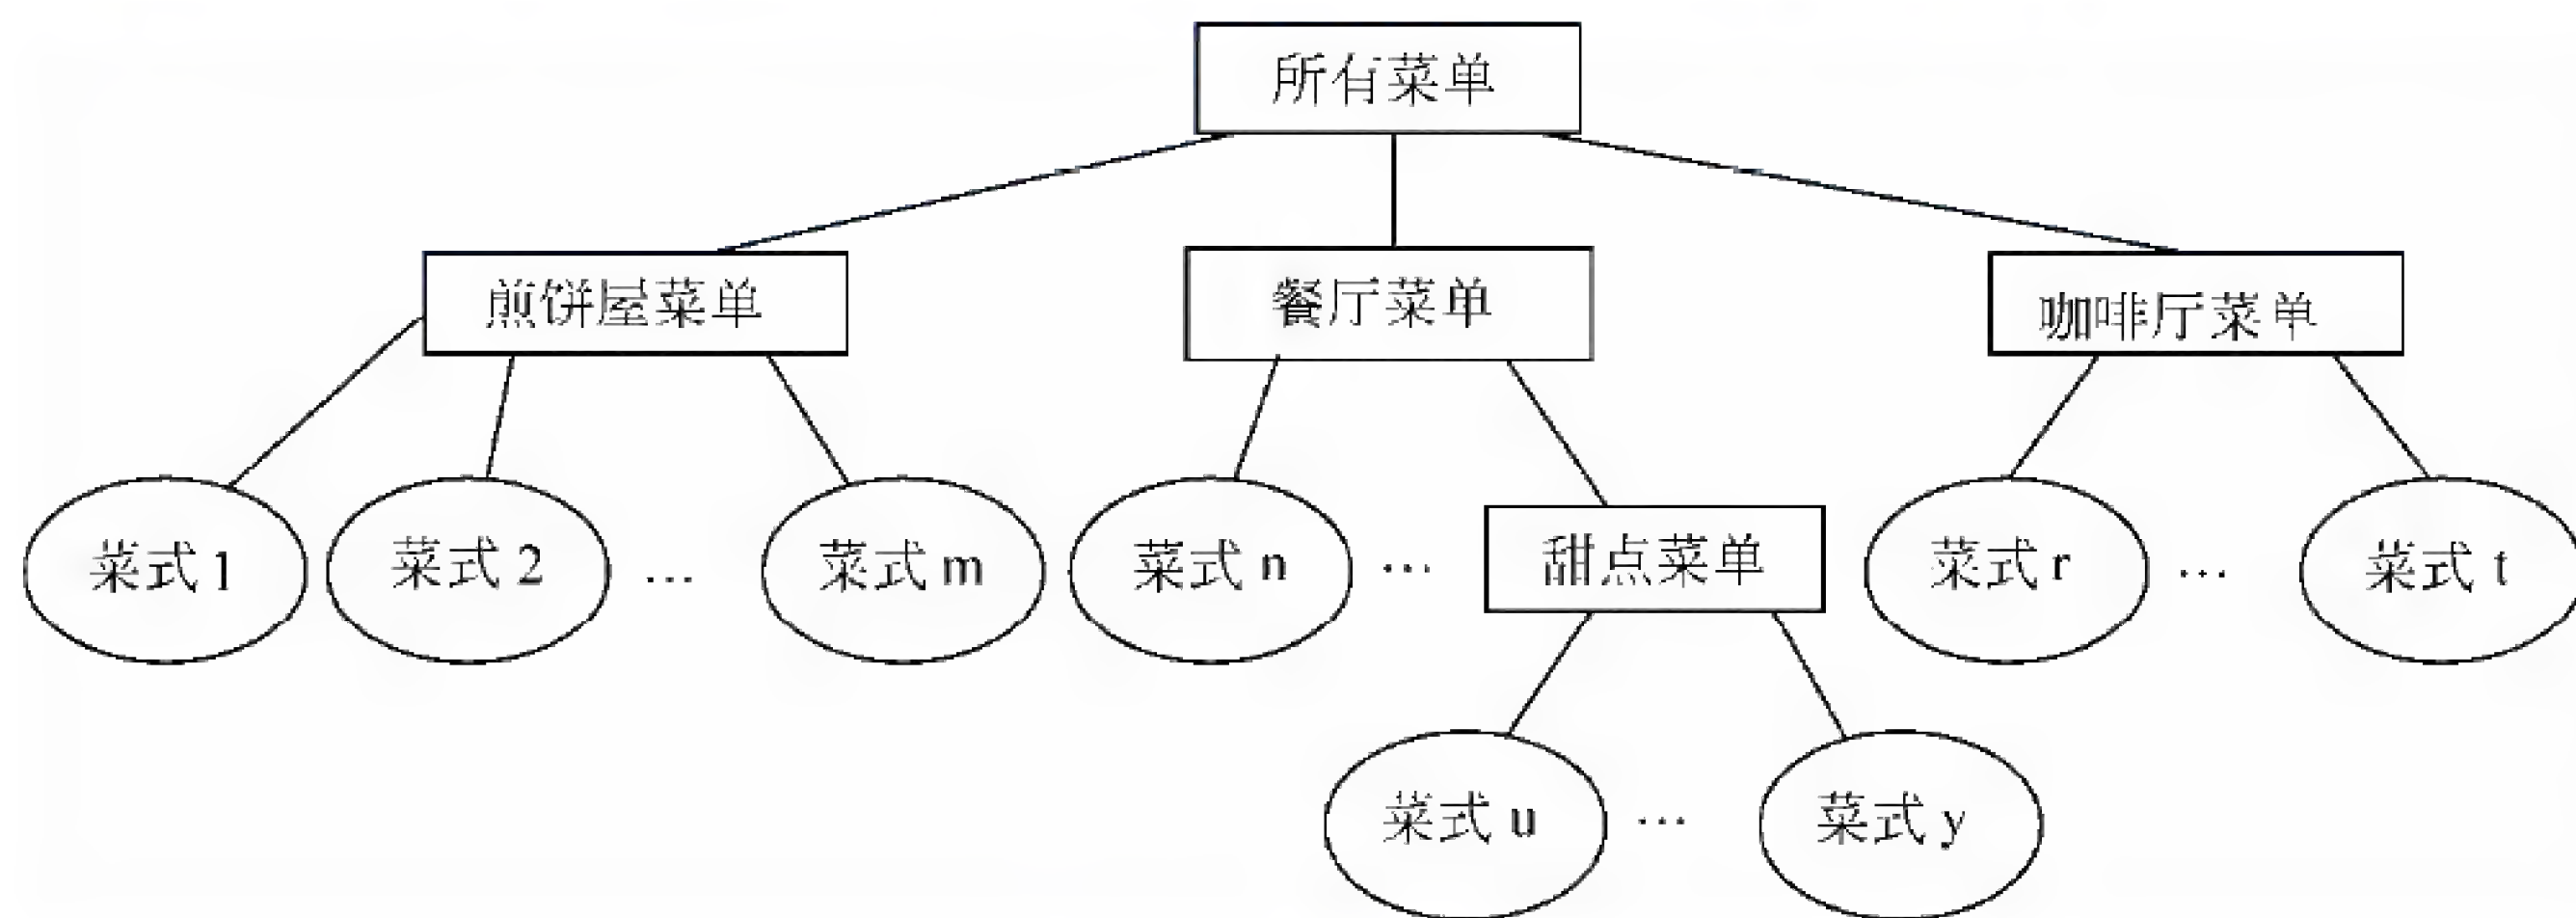 所有菜单
煎饼屋菜单
餐厅菜单
咖啡厅菜单
菜式 1
菜式 2
…
菜式 m
菜式 n
…
甜点菜单
菜式 r
…
菜式 t
菜式 u
…
菜式 y